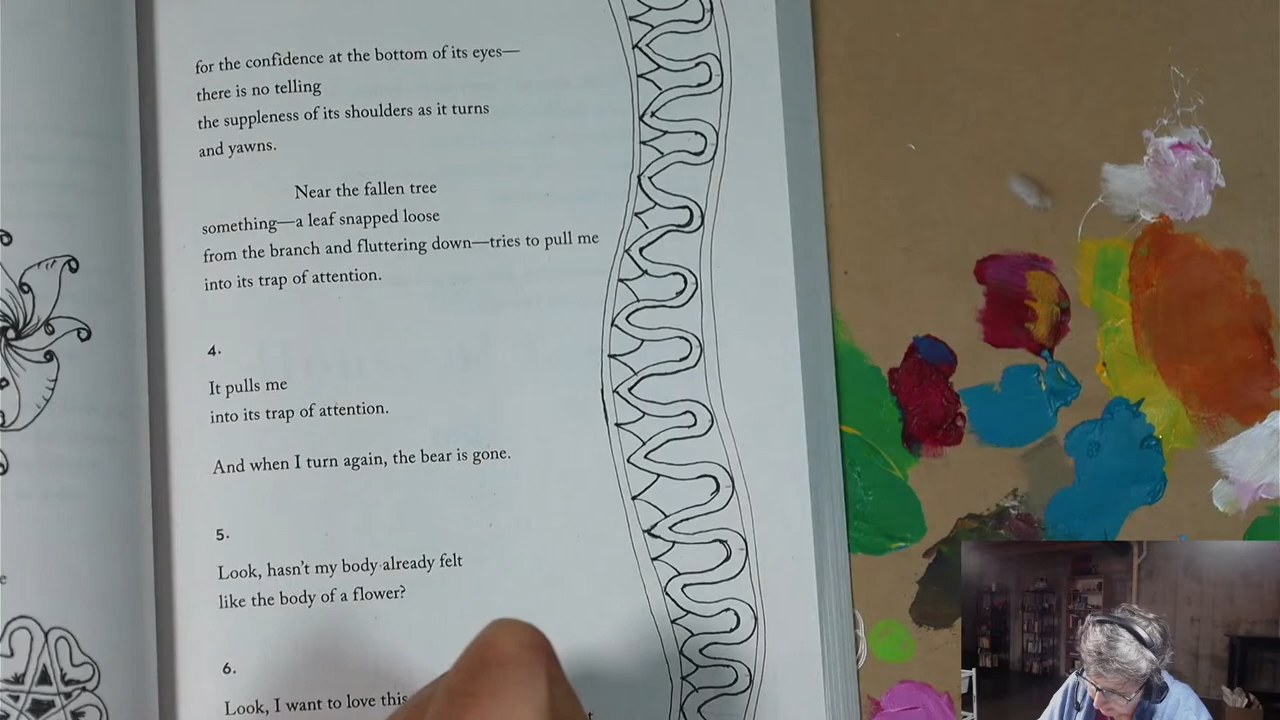 for the confidence at the bottom of its eyes—
there is no telling
the suppleness of its shoulders as it turns
and yawns.
Near the fallen tree
something—a leaf snapped loose
from the branch and fluttering down—tries to pull me
into its trap of attention.
4.
It pulls me
into its trap of attention.
And when I turn again, the bear is gone.
5.
Look, hasn't my body already felt
like the body of a flower?
6.
Look, I want to love this